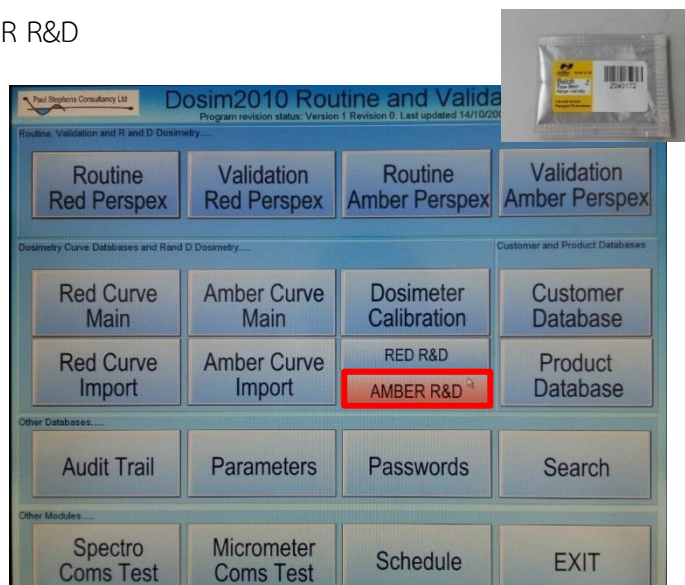 R R&D
Paul Stephens Consultancy Ltd
Dosim2010 Routine and Valida
Program revision status: Version 1 Revision 0. Last updated 14/10/200
Routine, Validation and R and D Dosimetry.....
Routine
Red Perspex
Validation
Red Perspex
Routine
Amber Perspex
Validation
Amber Perspex
Dosimetry Curve Databases and Rand D Dosimetry.....
Customer and Product Databases
Red Curve
Main
Amber Curve
Main
Dosimeter
Calibration
Customer
Database
Red Curve
Import
Amber Curve
Import
RED R&D
AMBER R&D
Product
Database
Other Databases.....
Audit Trail
Parameters
Passwords
Search
Other Modules.....
Spectro
Coms Test
Micrometer
Coms Test
Schedule
EXIT
Batch Z
Z040172